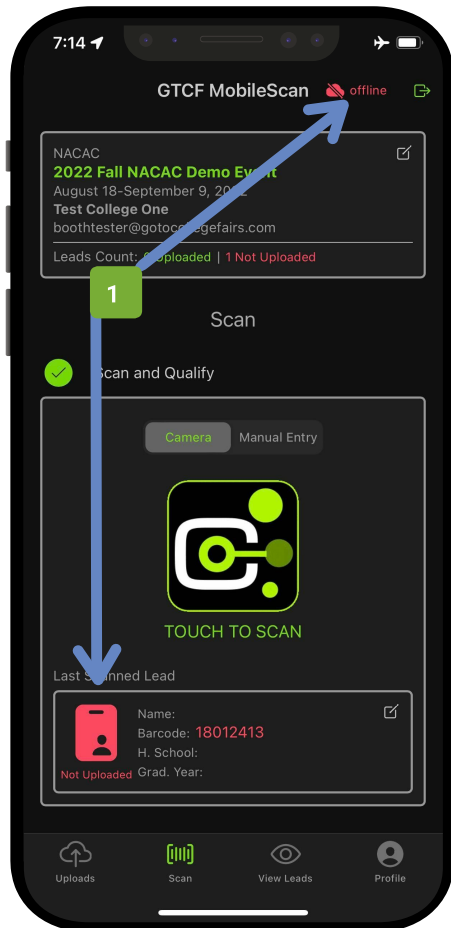 7:14
GTCF MobileScan offline
NACAC
2022 Fall NACAC Demo Event
August 18-September 9, 2022
Test College One
boothtester@gotocollegefairs.com
Leads Count: 0 Uploaded | 1 Not Uploaded
1
Scan
Scan and Qualify
Camera Manual Entry
TOUCH TO SCAN
Last Scanned Lead
Name:
Barcode: 18012413
H. School:
Not Uploaded Grad. Year:
Uploads Scan View Leads Profile